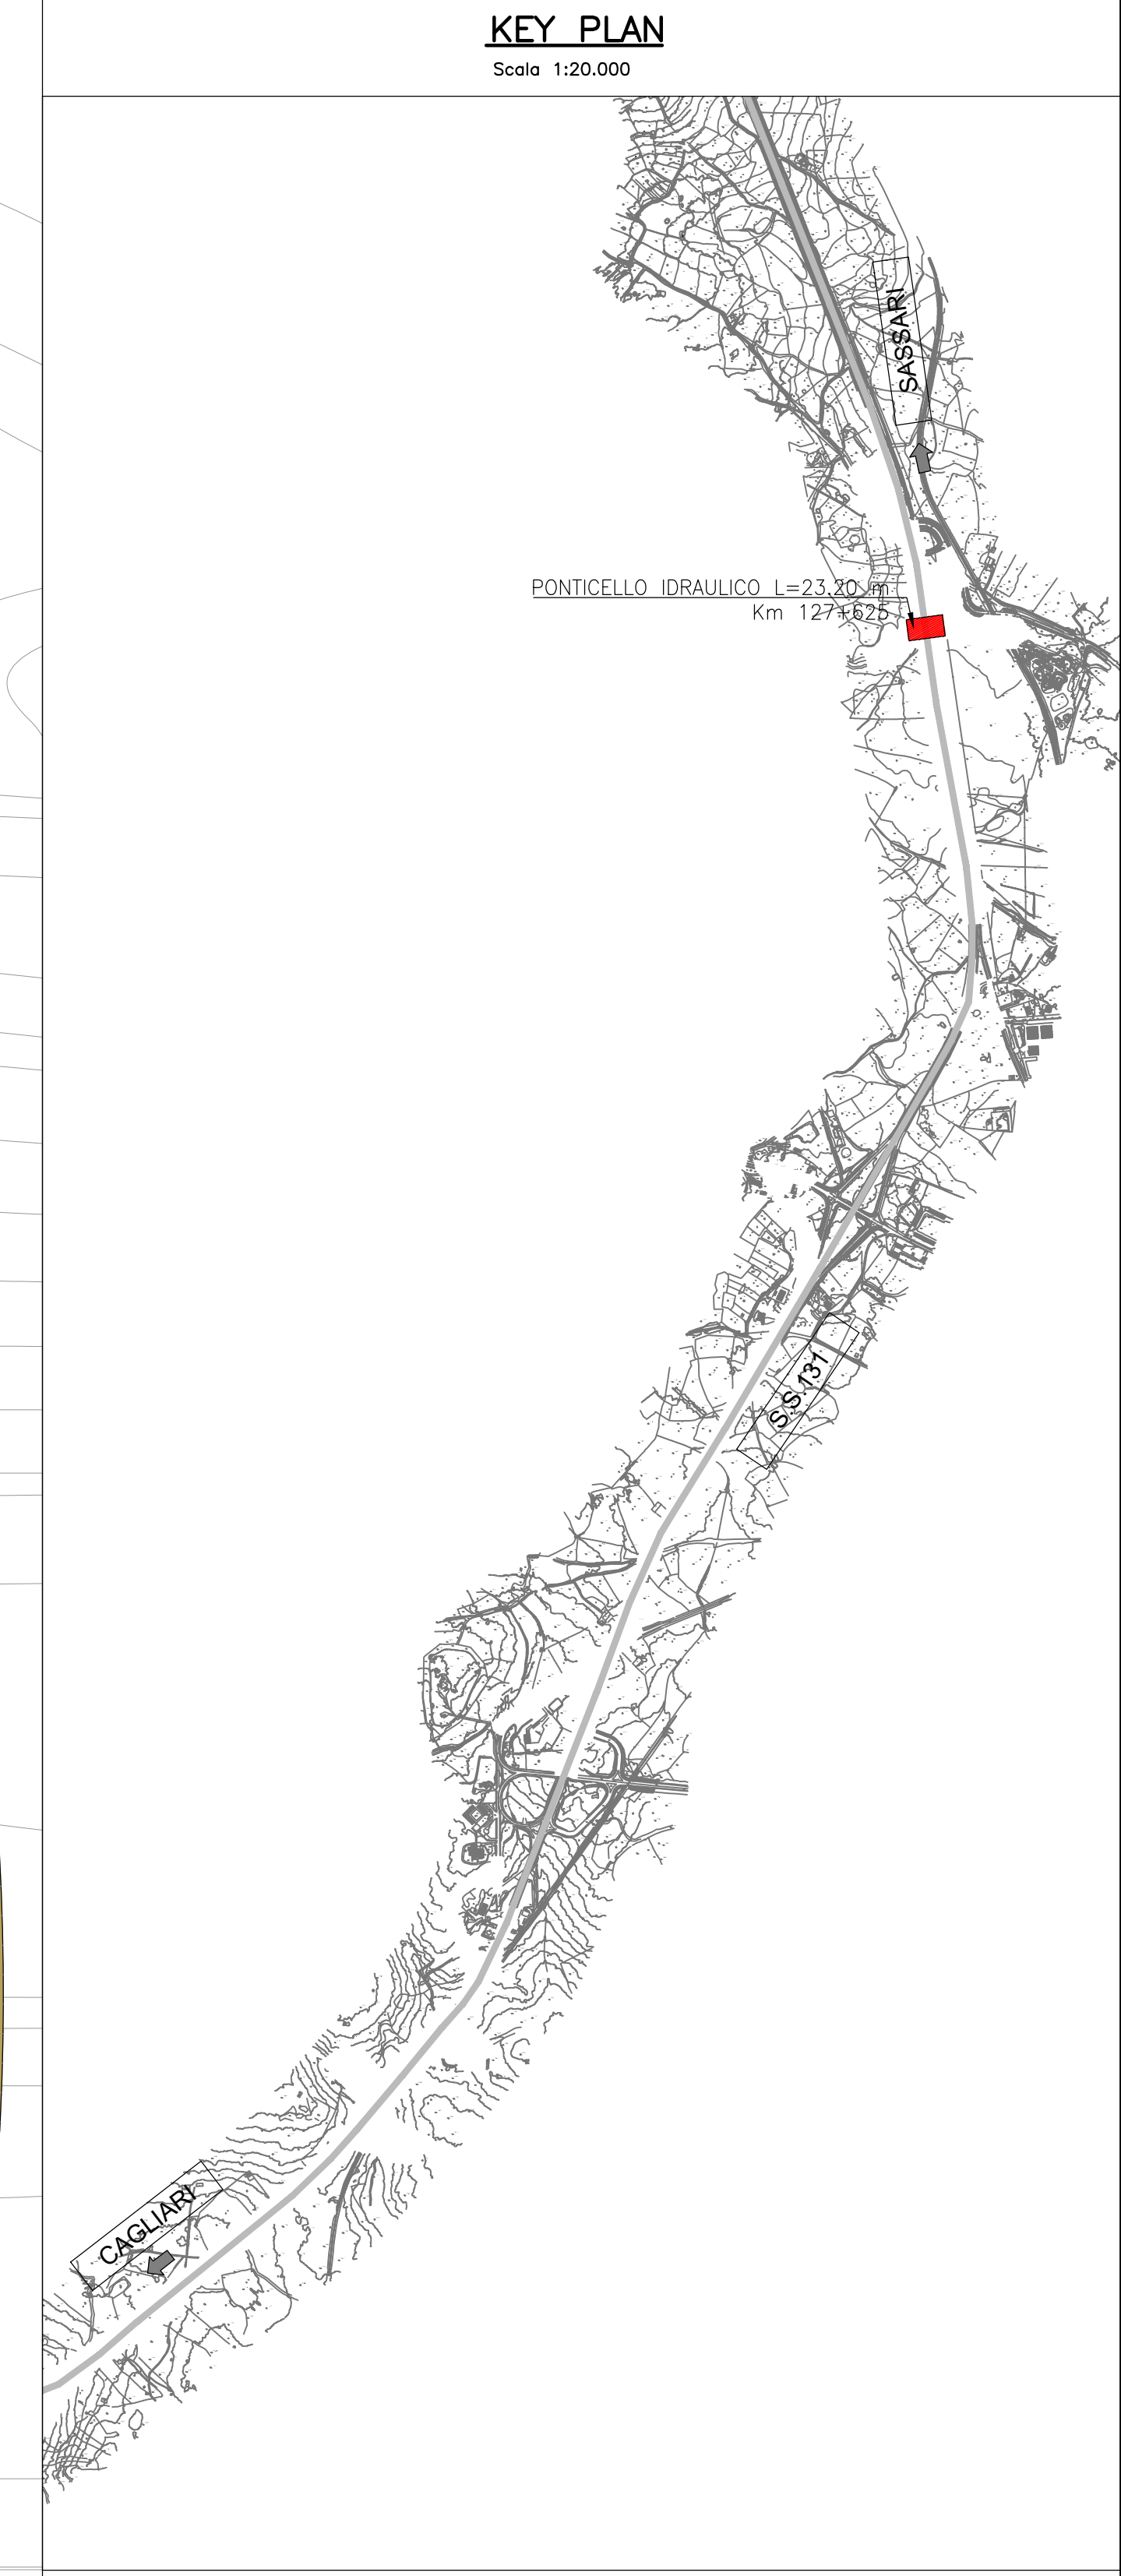 KEY PLAN
Scala 1:20.000
SASSARI
PONTICELLO IDRAULICO L=23.20 m
Km 127+625
S.S.131
CAGLIARI